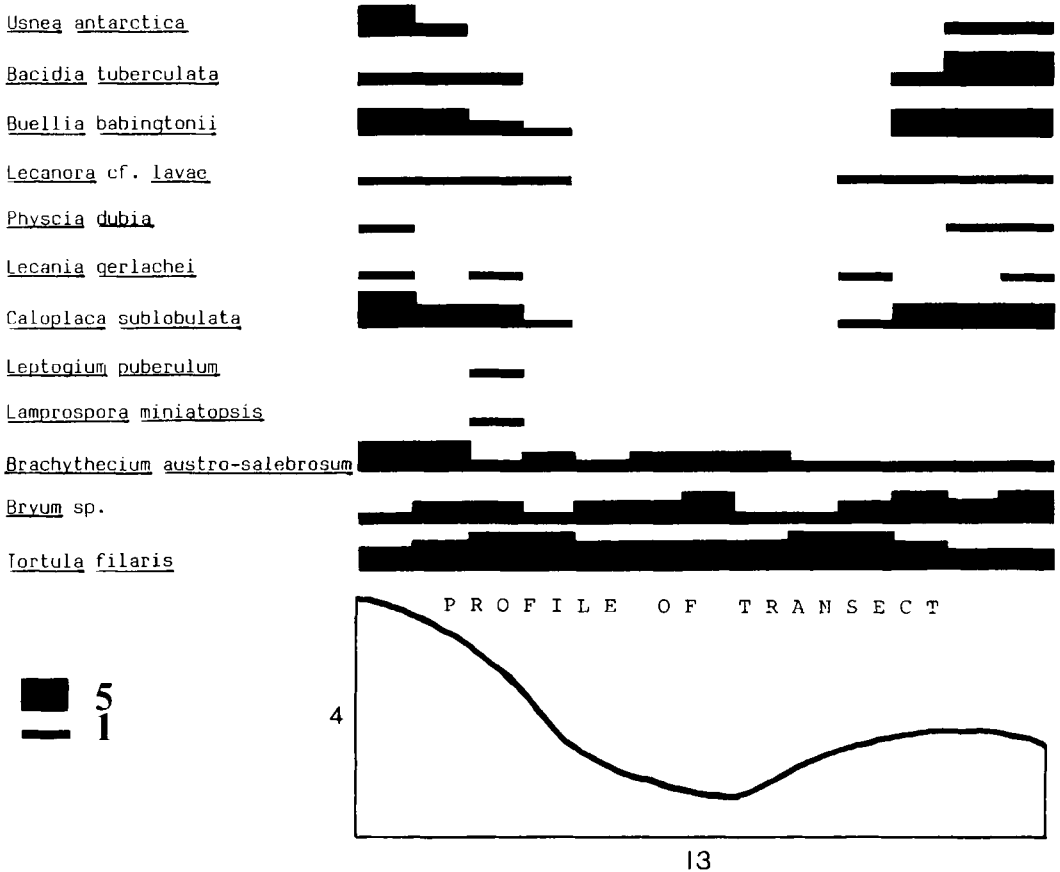 Usnea antarctica
Bacidia tuberculata
Buellia babingtonii
Lecanora cf. lavae
Physcia dubia
Lecania gerlachei
Caloplaca sublobulata
Leptogium puberulum
Lamprospora miniatopsis
Brachythecium austro-salebrosum
Bryum sp.
Tortula filaris
PROFILE OF TRANSECT
5
1
4
13